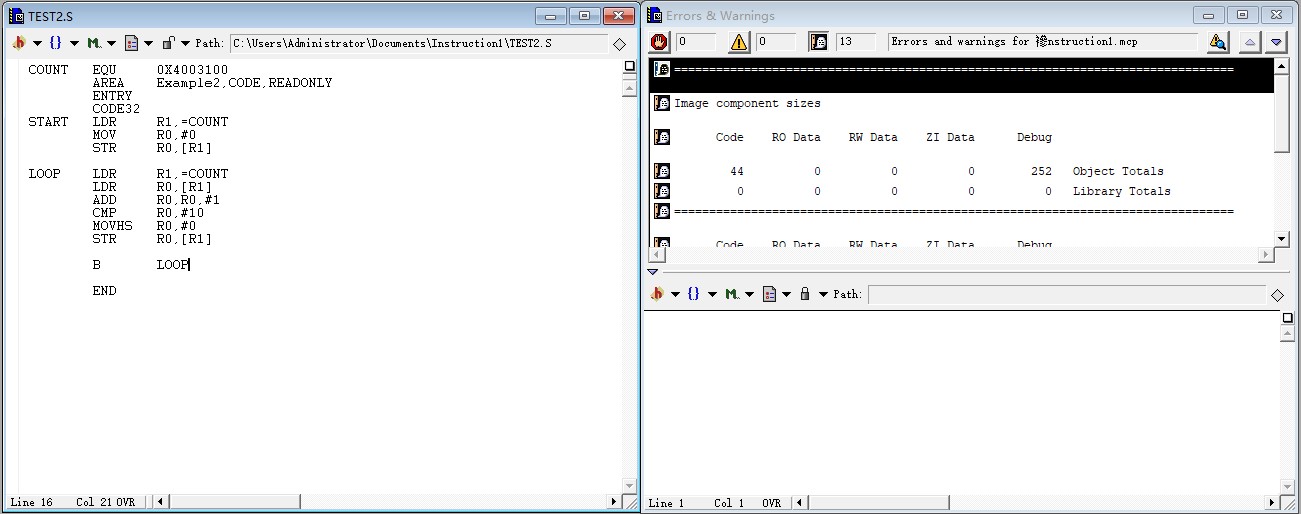 TEST2.S
Path: C:\Users\Administrator\Documents\Instruction1\TEST2.S
COUNT EQU 0X4003100
AREA Example2,CODE,READONLY
ENTRY
CODE32
START LDR R1,=COUNT
MOV R0,#0
STR R0,[R1]
LOOP LDR R1,=COUNT
LDR R0,[R1]
ADD R0,R0,#1
CMP R0,#10
MOVHS R0,#0
STR R0,[R1]
B LOOP
END
Line 16 Col 21 OVR
Errors & Warnings
0 0 13 Errors and warnings for nstruction1.mcp
Image component sizes
Code RO Data RW Data ZI Data Debug
44 0 0 0 252 Object Totals
0 0 0 0 0 Library Totals
Code RO Data RW Data ZI Data Debug
Path:
Line 1 Col 1 OVR